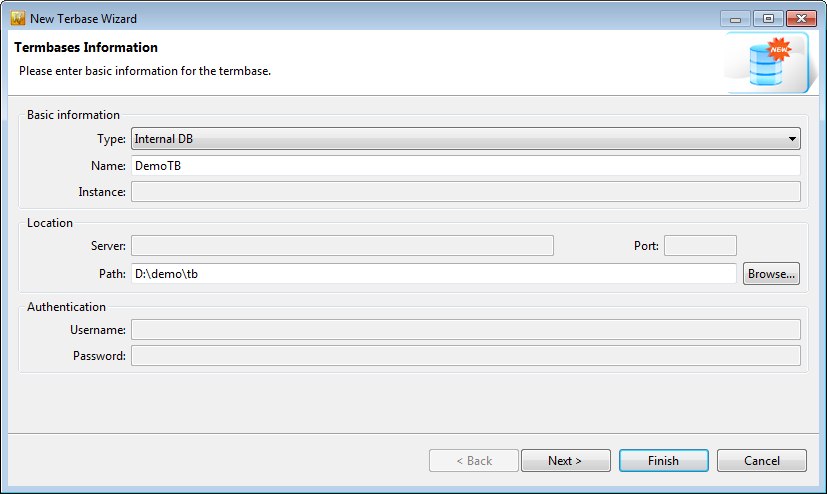 New Terbase Wizard
Termbases Information
Please enter basic information for the termbase.
NEW
Basic information
Type: Internal DB
Name: DemoTB
Instance:
Location
Server: Port:
Path: D:\demo\tb Browse...
Authentication
Username:
Password:
< Back Next > Finish Cancel